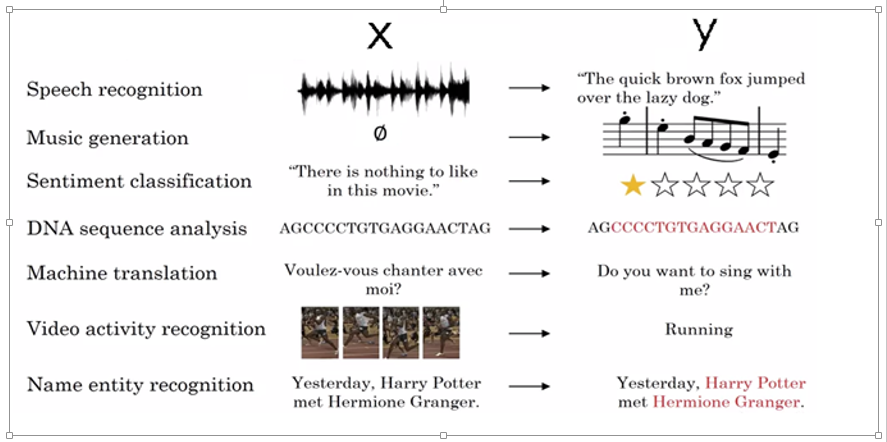 x y
Speech recognition
“The quick brown fox jumped
over the lazy dog.”
Music generation
∅
Sentiment classification
“There is nothing to like
in this movie.”
DNA sequence analysis AGCCCCTGTGAGGAACTAG AGCCCCTGTGAGGAACTAG
Machine translation
Voulez-vous chanter avec
moi?
Do you want to sing with
me?
Video activity recognition Running
Name entity recognition
Yesterday, Harry Potter
met Hermione Granger.
Yesterday, Harry Potter
met Hermione Granger.